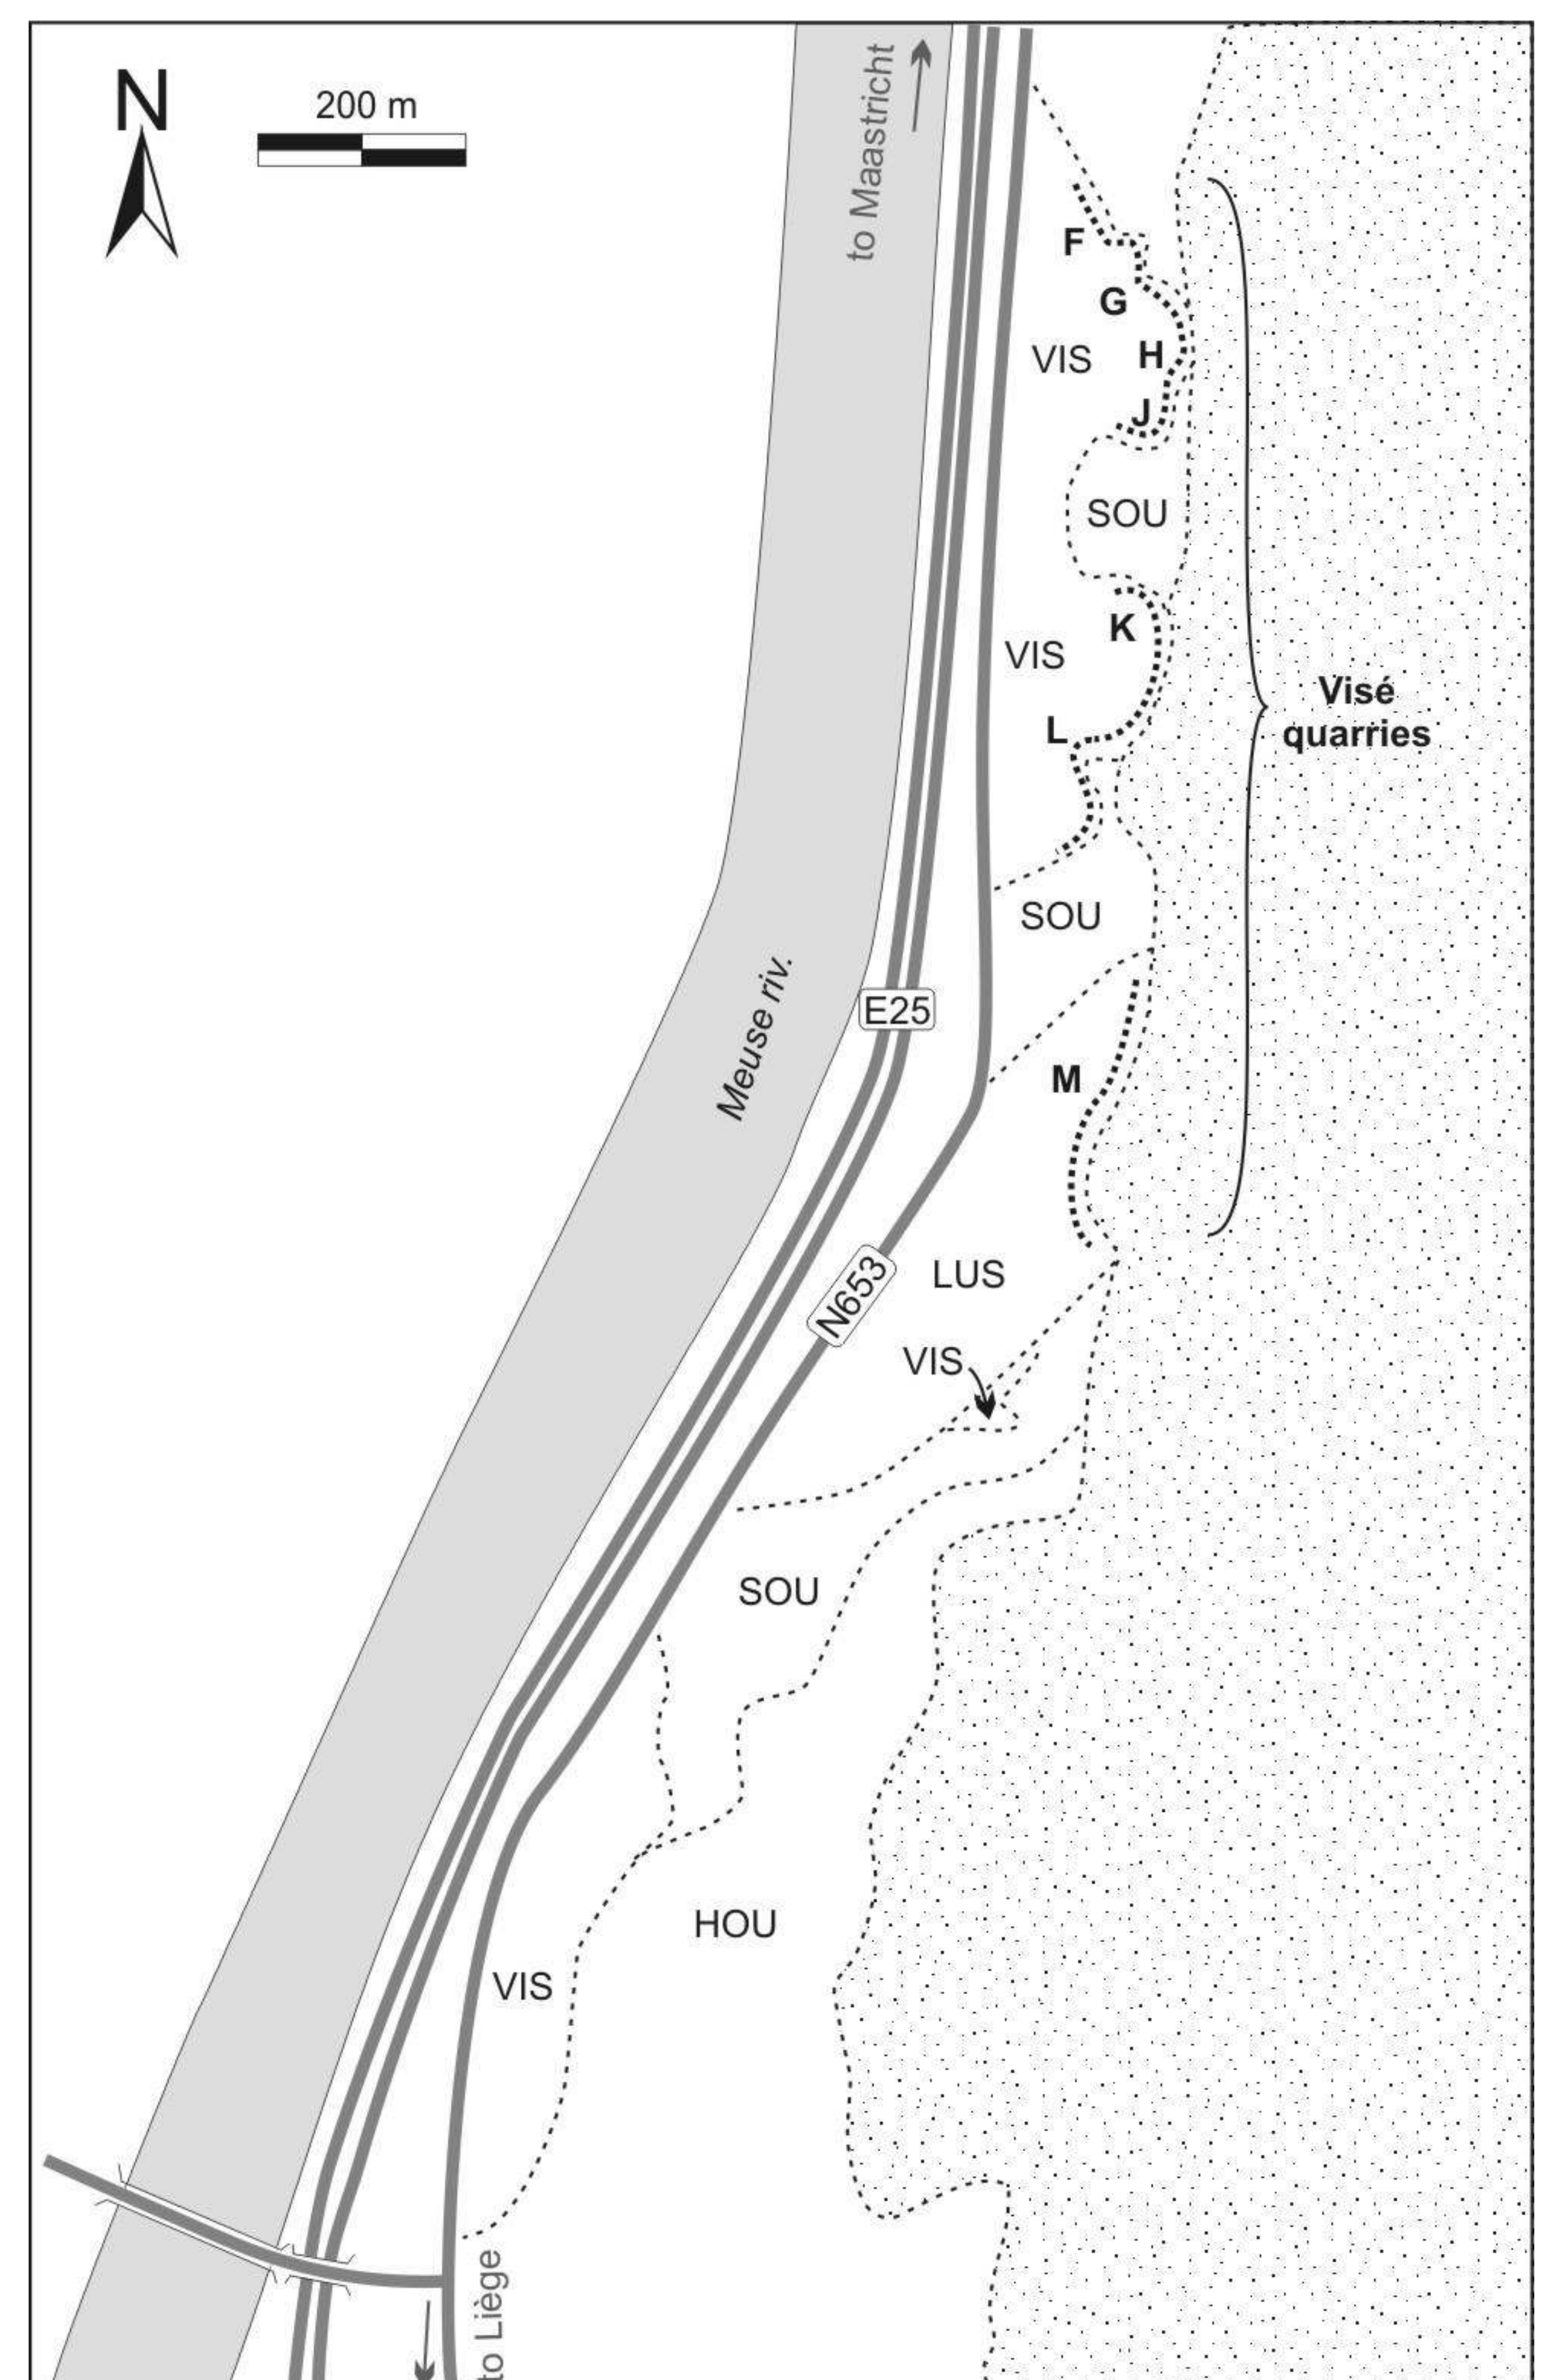 N
200 m
to Maastricht
F
G
H
VIS
J
SOU
K
VIS
L
Visé
quarries
SOU
Meuse riv.
E25
M
N653
LUS
VIS
SOU
HOU
VIS
to Liège